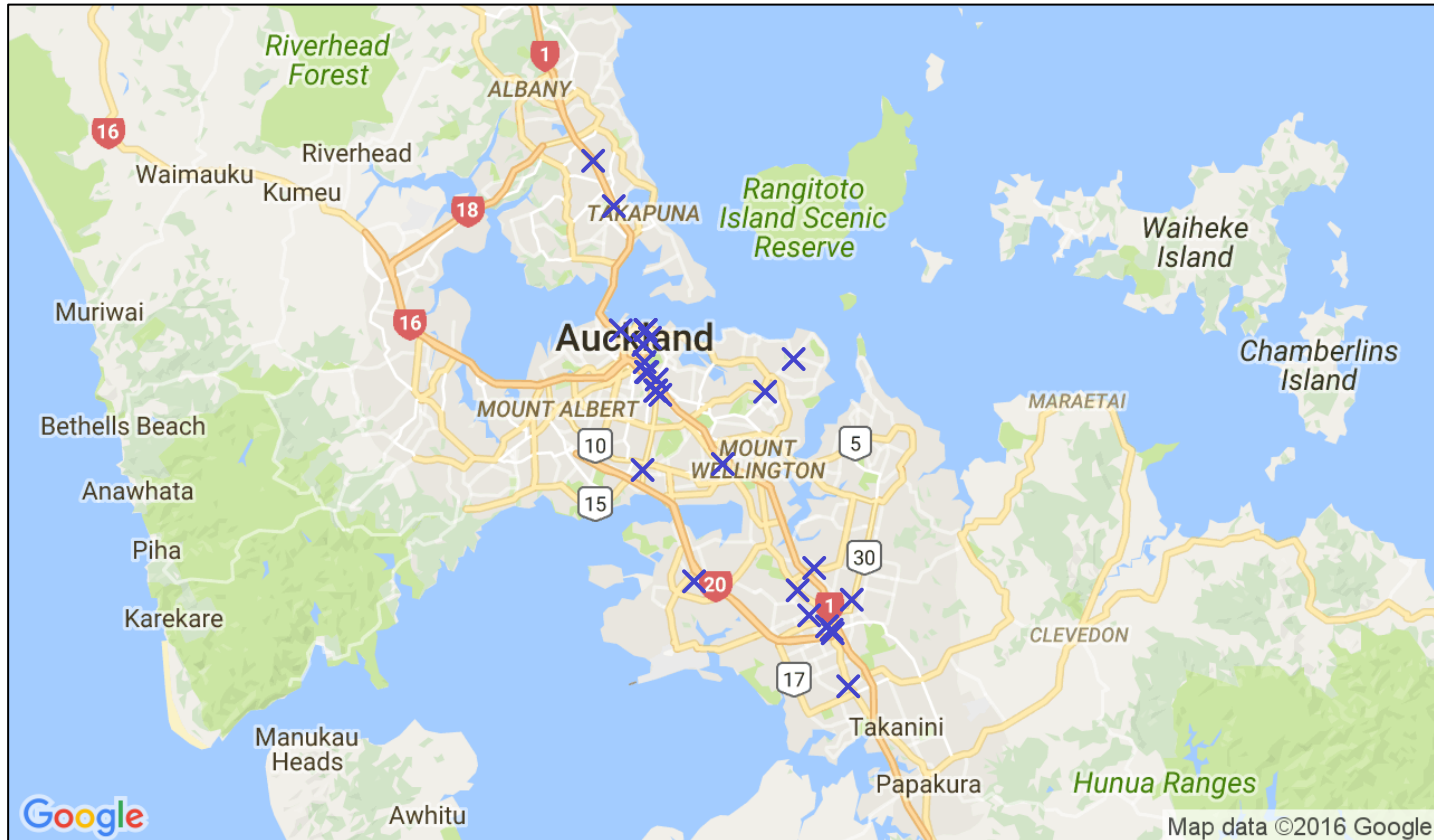 Riverhead
Forest
1
ALBANY
16
Riverhead
Waimauku
Kumeu
18
TAKAPUNA
Rangitoto
Island Scenic
Reserve
Waiheke
Island
Muriwai
16
Auckland
Chamberlins
Island
MOUNT ALBERT
MARAETAI
Bethells Beach
10
MOUNT
WELLINGTON
5
Anawhata
15
Piha
30
20
1
Karekare
CLEVEDON
17
Takanini
Manukau
Heads
Papakura
Hunua Ranges
Awhitu
Google
Map data ©2016 Google